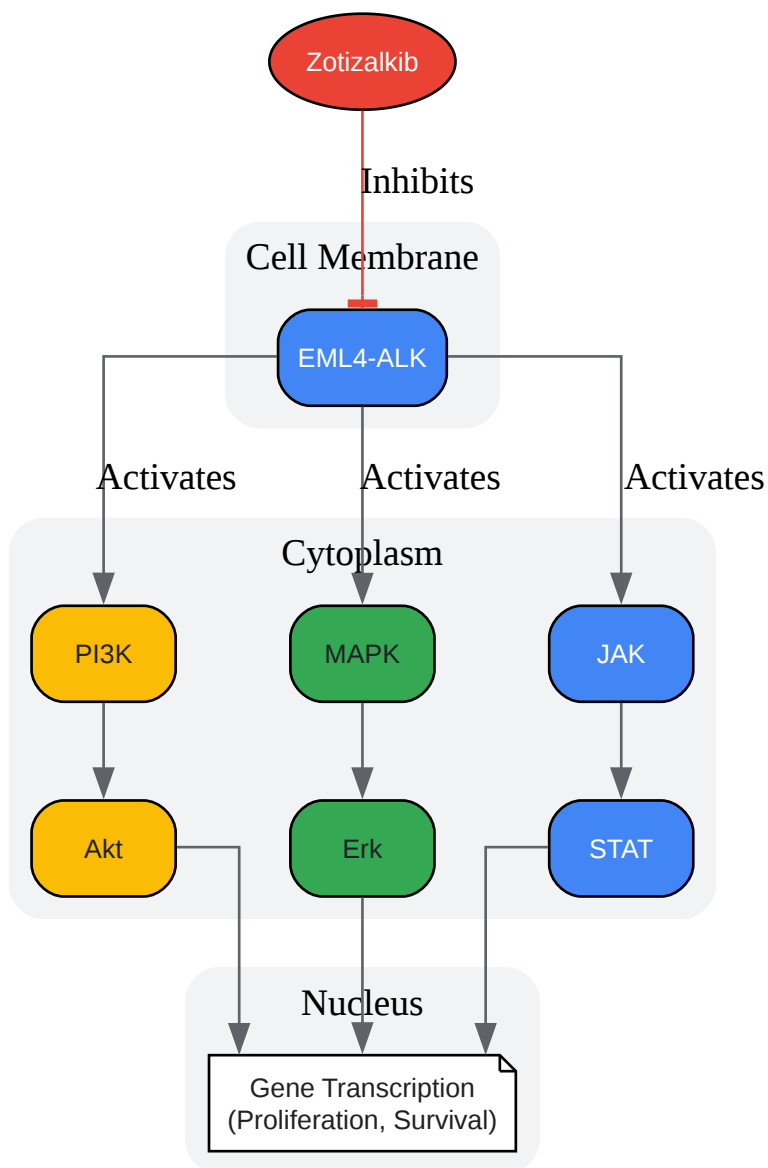 Zotizalkib
Inhibits
Cell Membrane
EML4-ALK
Activates
Activates
Activates
Cytoplasm
PI3K
MAPK
JAK
Akt
Erk
STAT
Nucleus
Gene Transcription
(Proliferation, Survival)